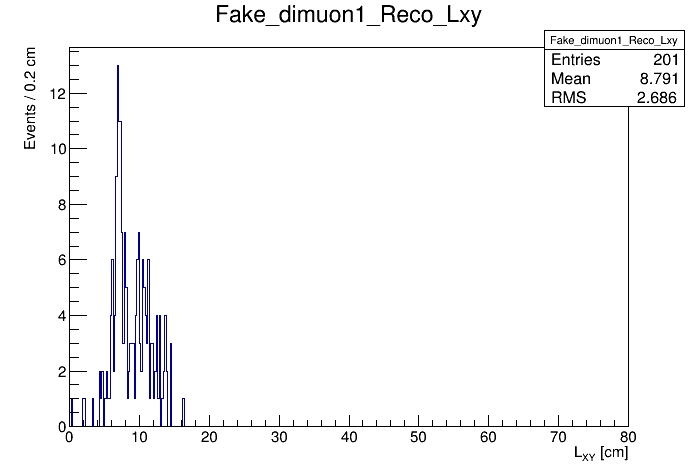 Fake_dimuon1_Reco_Lxy
Fake_dimuon1_Reco_Lxy
Entries 201
Mean 8.791
RMS 2.686
Events / 0.2 cm
12
10
8
6
4
2
0
0 10 20 30 40 50 60 70 80
L_XY [cm]